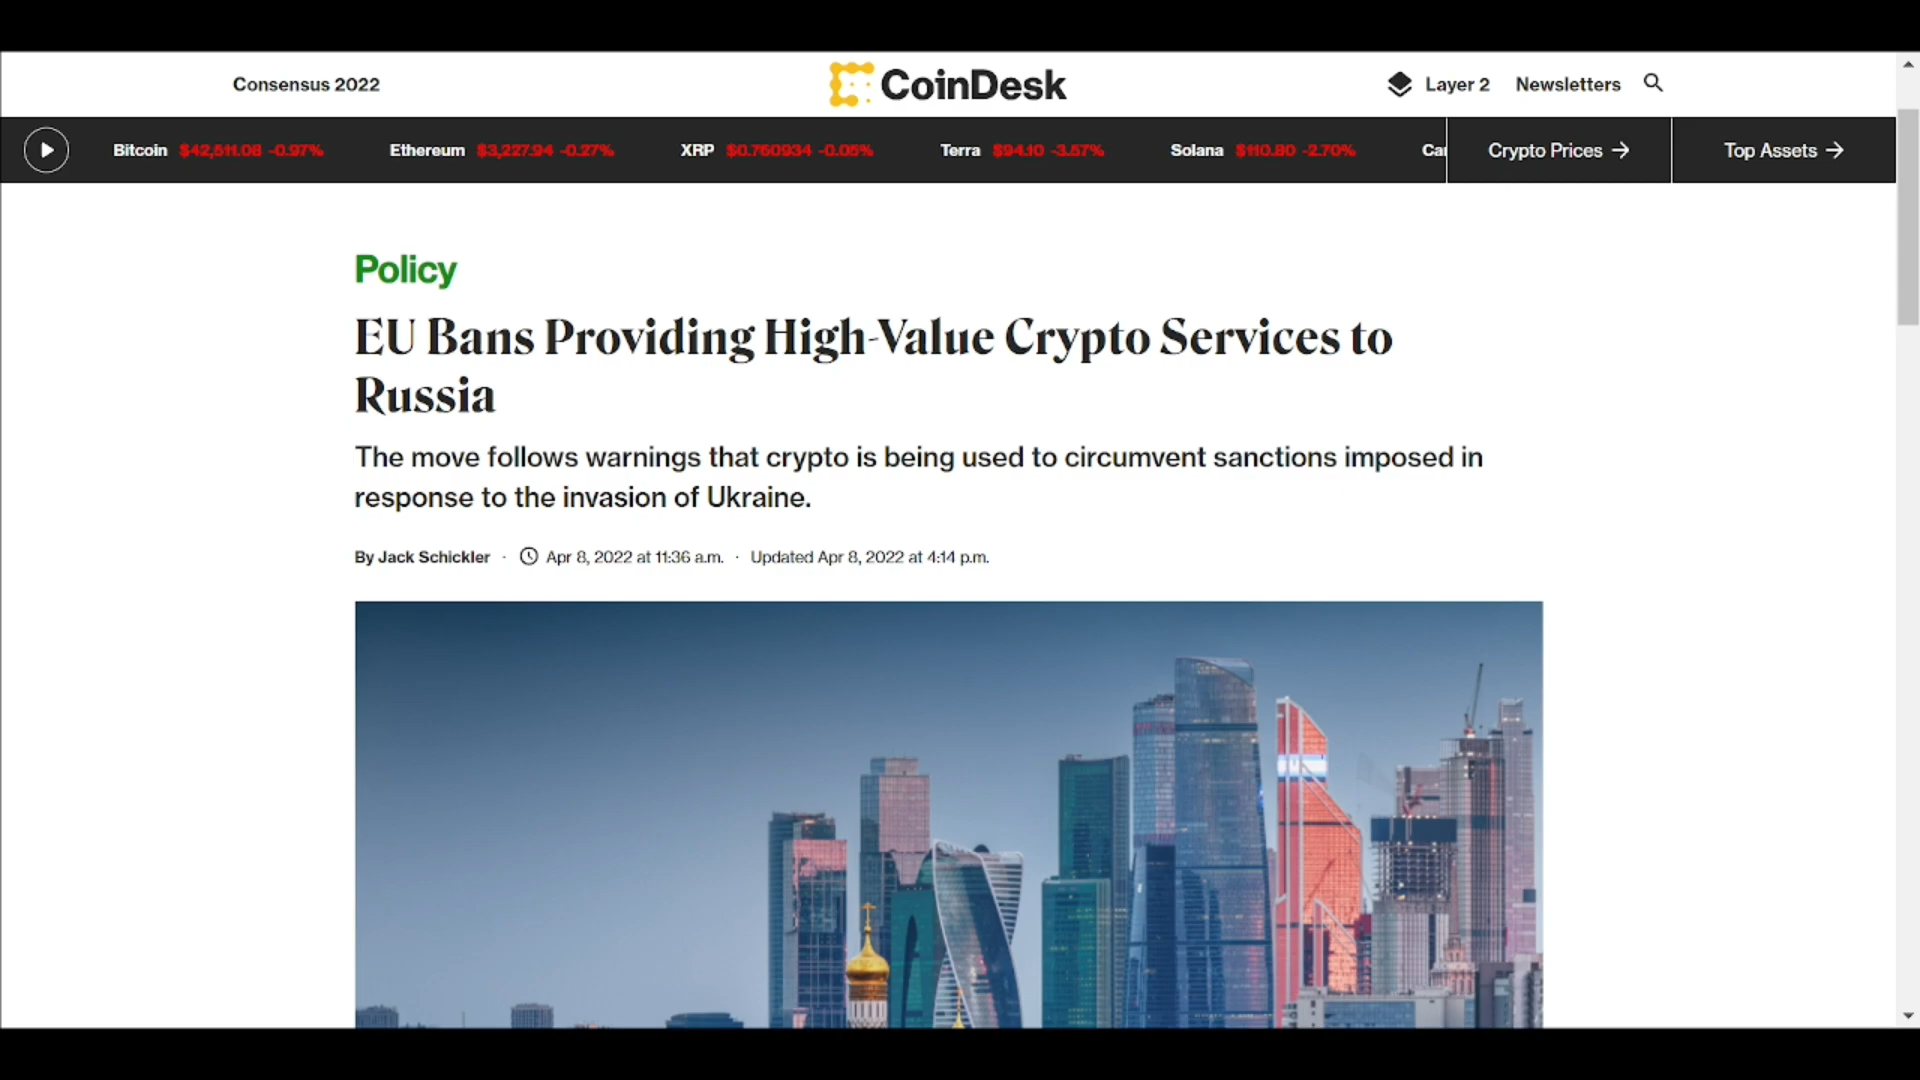 Consensus 2022
CoinDesk
Layer 2
Newsletters
Bitcoin $42,511.08 -0.97%
Ethereum $3,227.94 -0.27%
XRP $0.760934 -0.05%
Terra $94.10 -3.57%
Solana $110.80 -2.70%
Crypto Prices →
Top Assets →
Policy
EU Bans Providing High-Value Crypto Services to
Russia
The move follows warnings that crypto is being used to circumvent sanctions imposed in
response to the invasion of Ukraine.
By Jack Schickler · Apr 8, 2022 at 11:36 a.m. · Updated Apr 8, 2022 at 4:14 p.m.